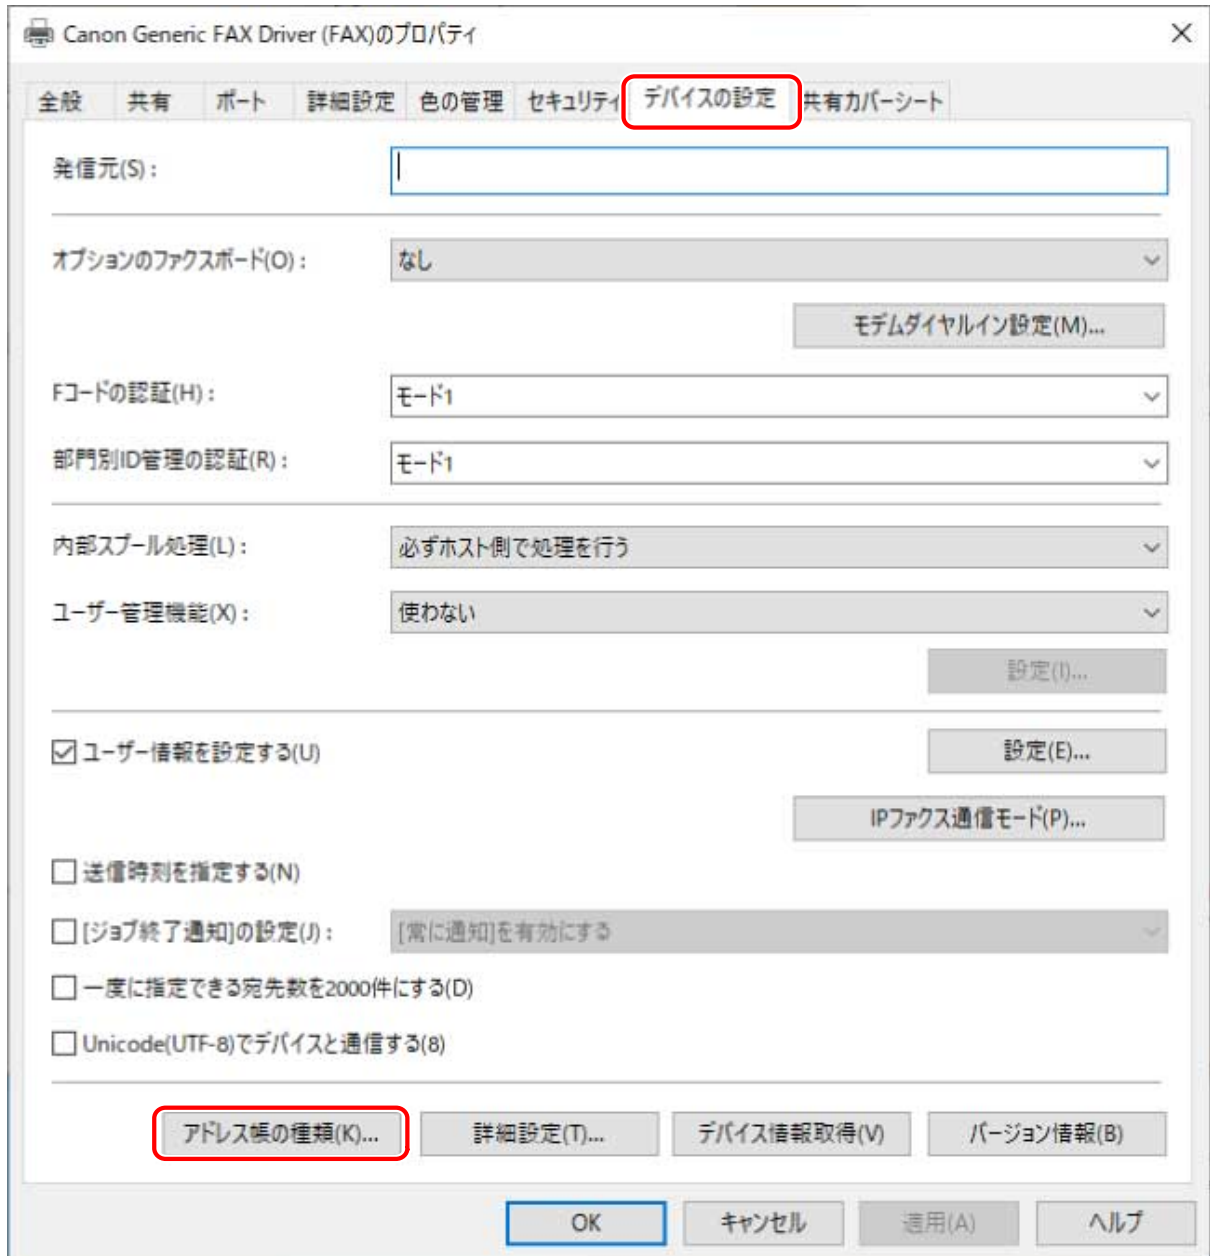 Canon Generic FAX Driver (FAX)のプロパティ
全般 共有 ポート 詳細設定 色の管理 セキュリティ デバイスの設定 共有カバーシート
発信元(S):
オプションのファクスボード(O): なし
モデムダイヤルイン設定(M)...
Fコードの認証(H): モード1
部門別ID管理の認証(R): モード1
内部スプール処理(L): 必ずホスト側で処理を行う
ユーザー管理機能(X): 使わない
設定(I)...
ユーザー情報を設定する(U) 設定(E)...
IPファクス通信モード(P)...
送信時刻を指定する(N)
[ジョブ終了通知]の設定(J): [常に通知]を有効にする
一度に指定できる宛先数を2000件にする(D)
Unicode(UTF-8)でデバイスと通信する(8)
アドレス帳の種類(K)... 詳細設定(T)... デバイス情報取得(V) バージョン情報(B)
OK キャンセル 適用(A) ヘルプ